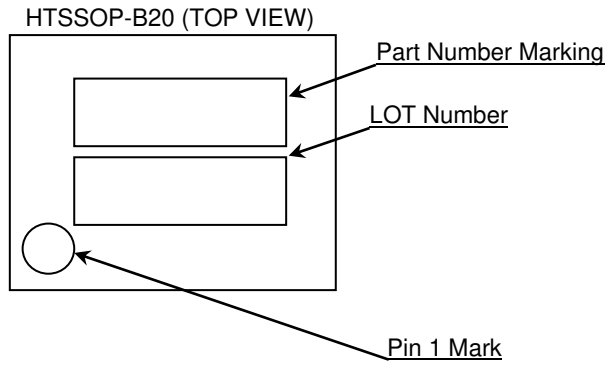 HTSSOP-B20 (TOP VIEW)
Part Number Marking
LOT Number
Pin 1 Mark